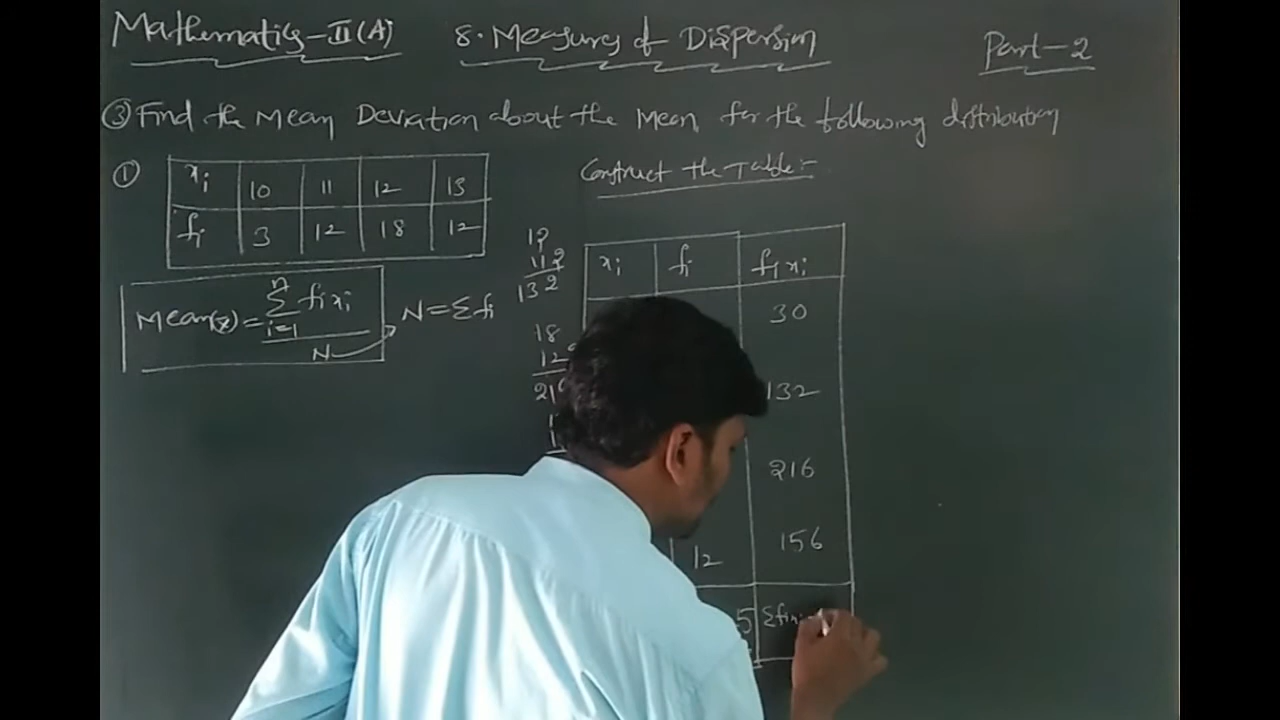 Mathematics-II(A) 8. Measures of Dispersion Part-2
③ Find the Mean Deviation about the Mean for the following distribution
① xi 10 11 12 13
fi 3 12 18 12
Construct the Table:-
Mean(x̄) = n Σ i=1 fixi / N
N = Σfi
12
11
132
18
12
xi fi fixi
30
132
216
12 156
5 Σfixi